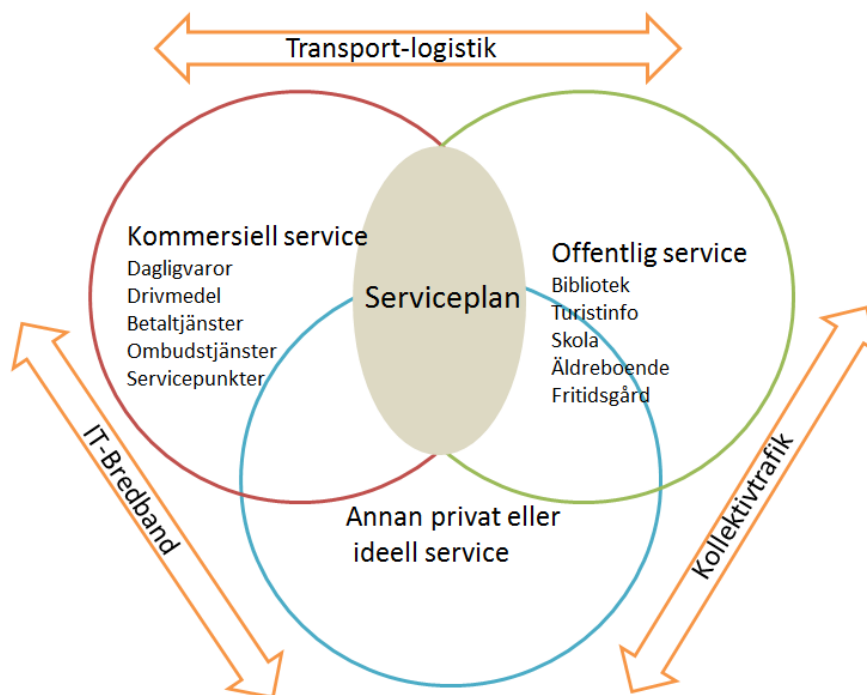 Transport-logistik
Kommersiell service
Dagligvaror
Drivmedel
Betaltjänster
Ombudstjänster
Servicepunkter
Serviceplan
Offentlig service
Bibliotek
Turistinfo
Skola
Äldreboende
Fritidsgård
IT-Bredband
Kollektivtrafik
Annan privat eller
ideell service